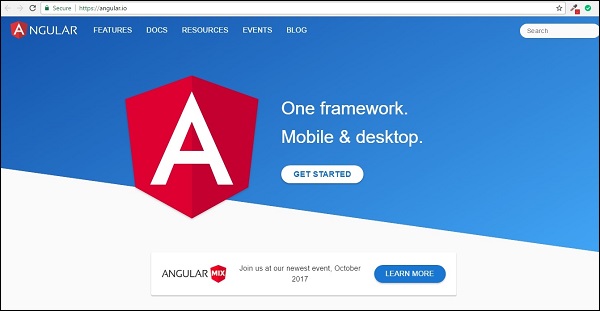 Secure https://angular.io
ANGULAR FEATURES DOCS RESOURCES EVENTS BLOG Search
A
One framework.
Mobile & desktop.
GET STARTED
ANGULAR MIX Join us at our newest event, October
2017
LEARN MORE